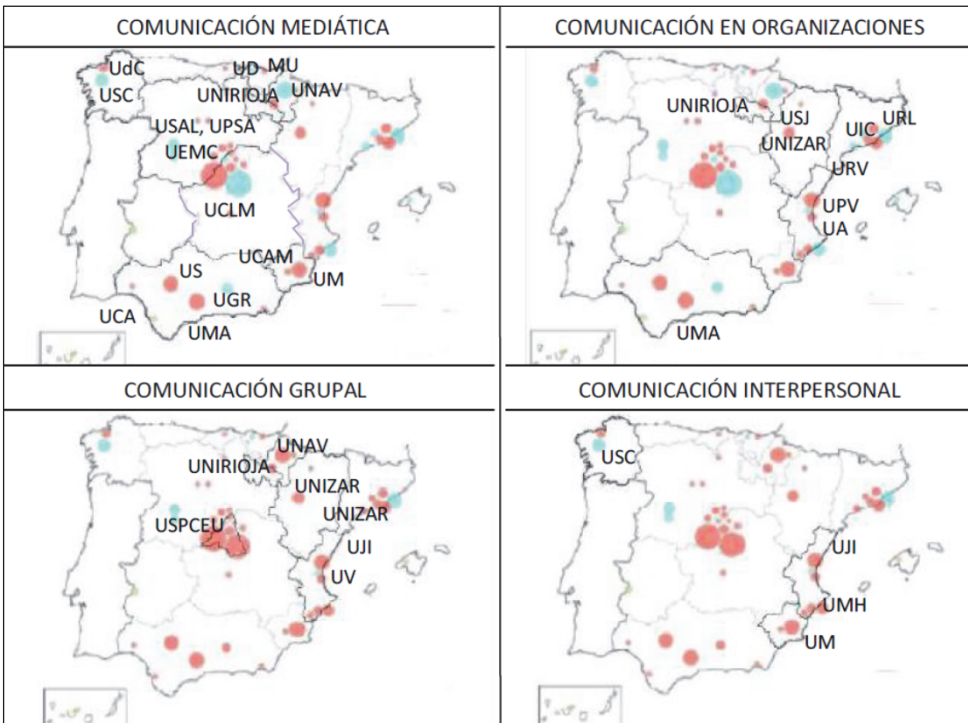 COMUNICACIÓN MEDIÁTICA
UdC
UD
MU
USC
UNIRIOJA
UNAV
USAL, UPSA
UEMC
UCLM
UCAM
US
UM
UGR
UCA
UMA
COMUNICACIÓN EN ORGANIZACIONES
UNIRIOJA
USJ
URL
UIC
UNIZAR
URV
UPV
UA
UMA
COMUNICACIÓN GRUPAL
UNAV
UNIRIOJA
UNIZAR
UNIZAR
USPCEU
UJI
UV
COMUNICACIÓN INTERPERSONAL
USC
UJI
UMH
UM